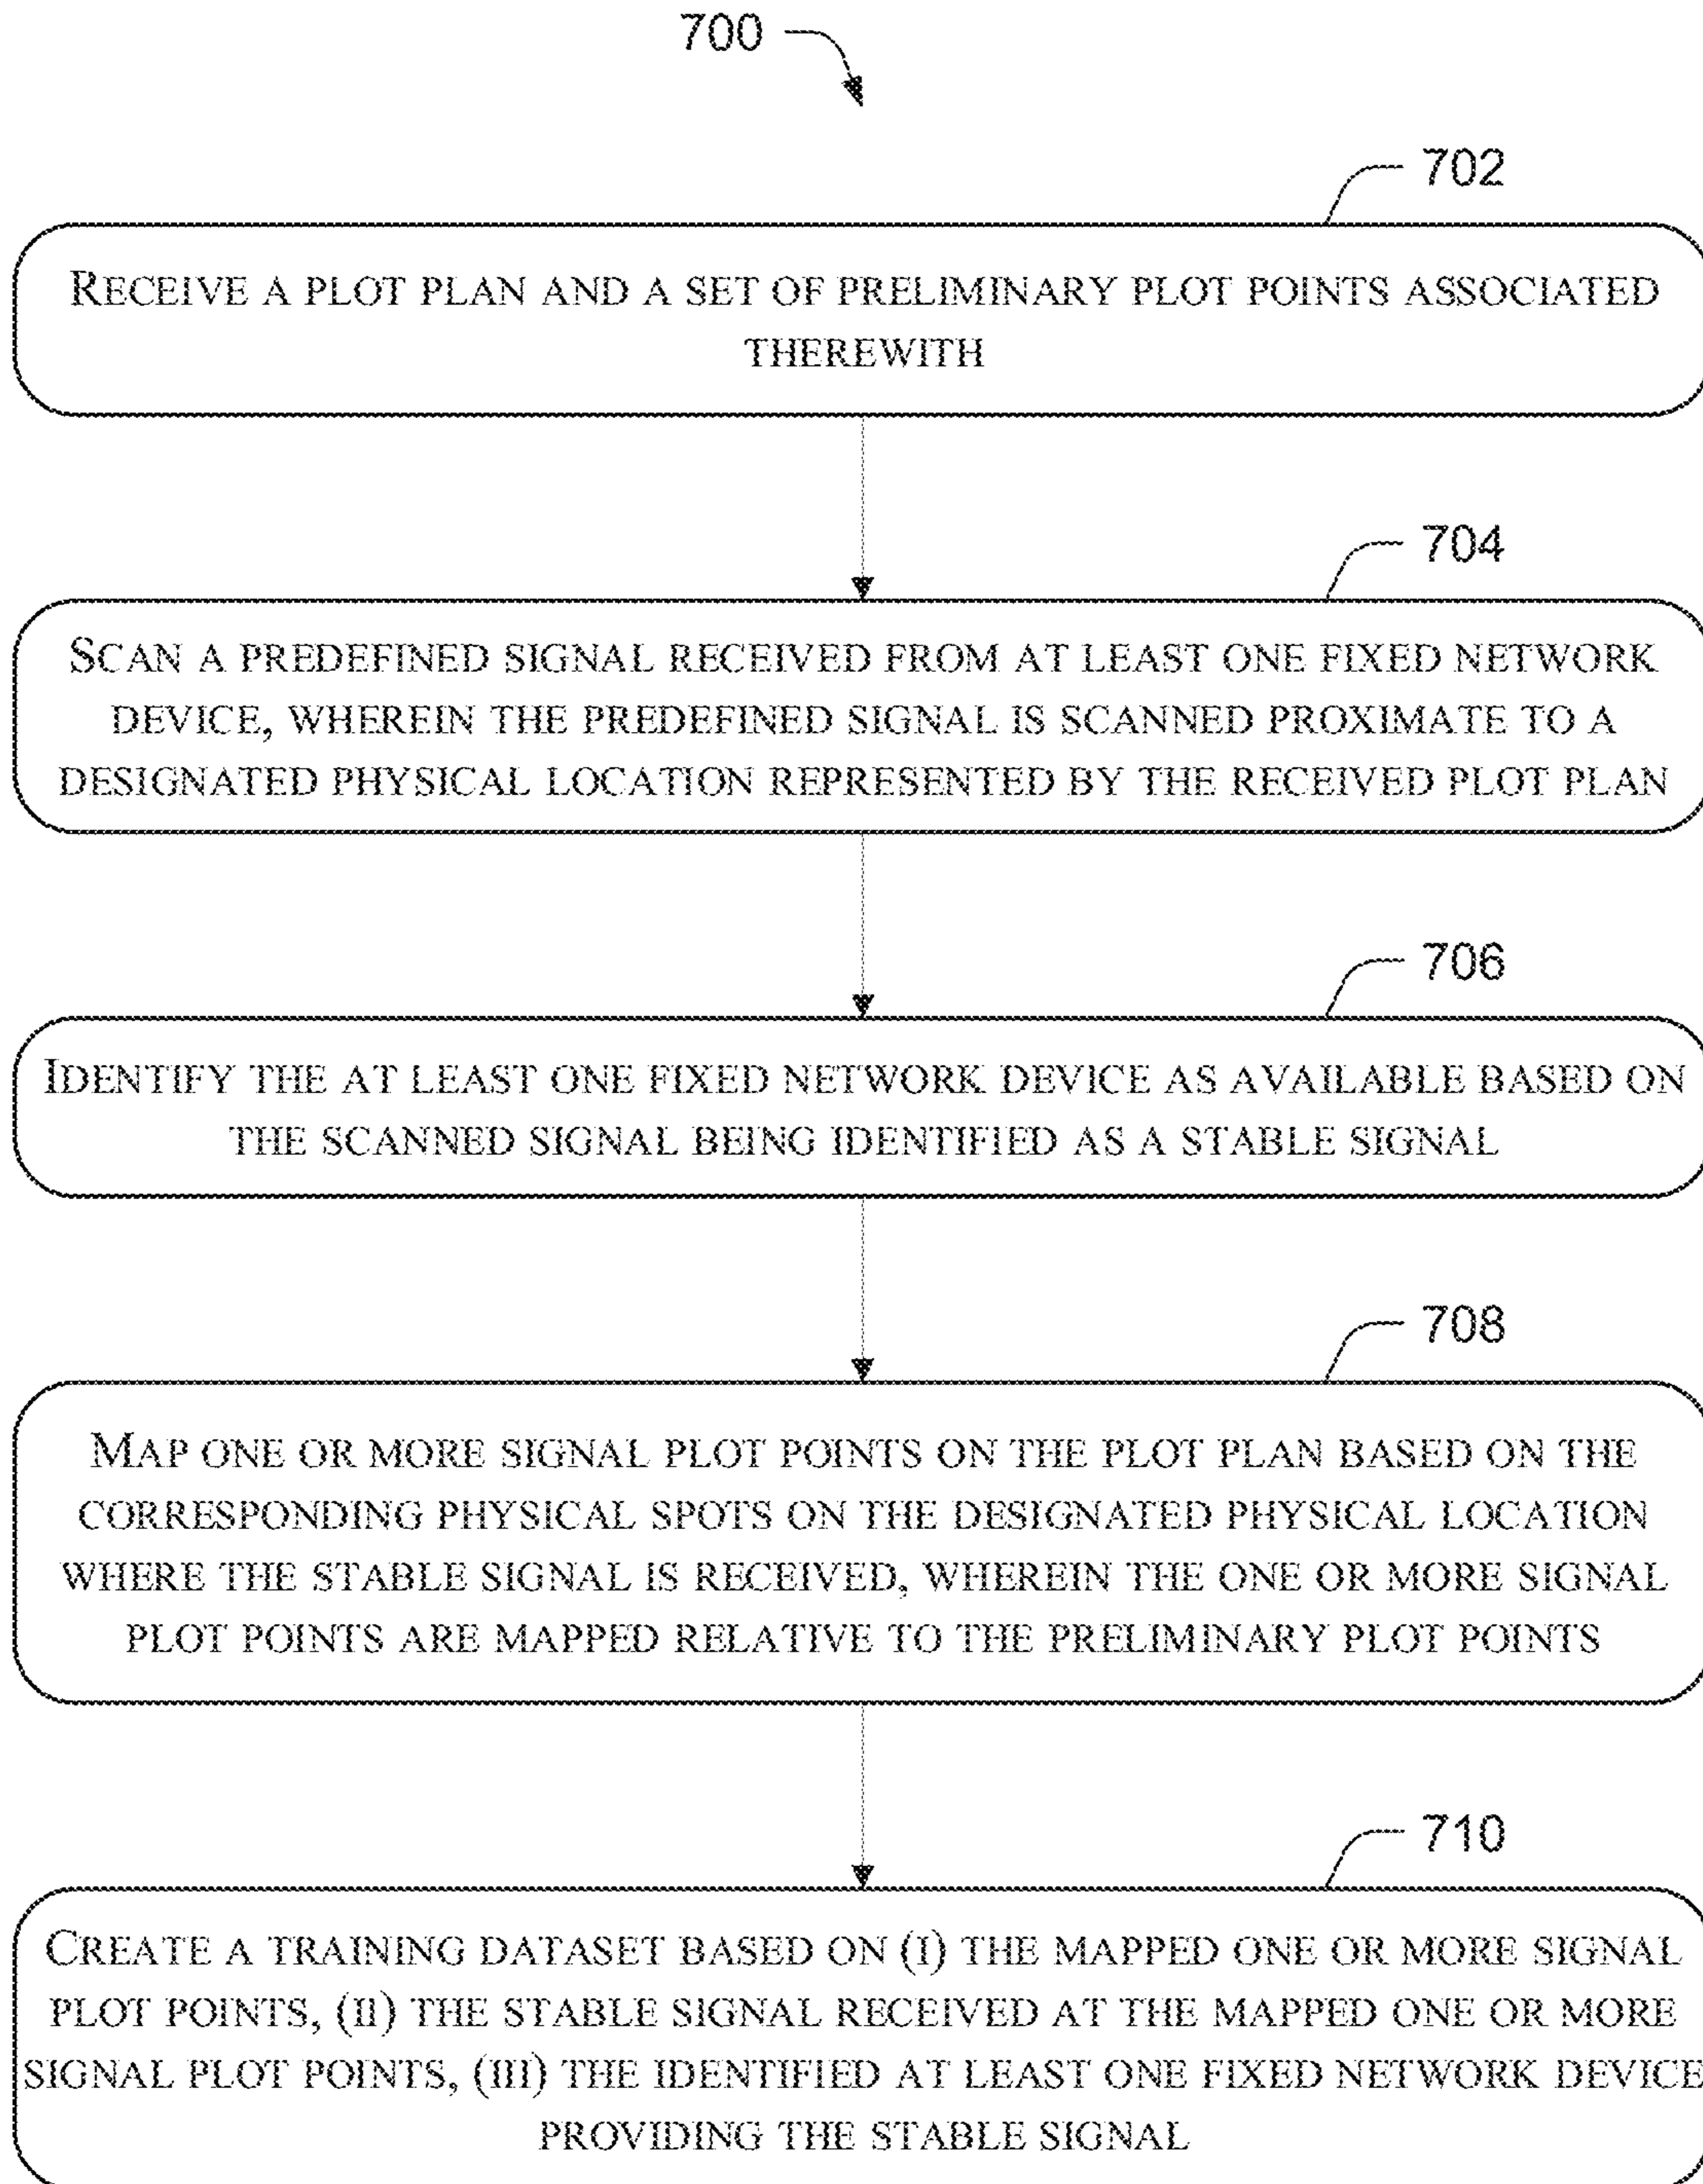 700
702
RECEIVE A PLOT PLAN AND A SET OF PRELIMINARY PLOT POINTS ASSOCIATED
THEREWITH
704
SCAN A PREDEFINED SIGNAL RECEIVED FROM AT LEAST ONE FIXED NETWORK
DEVICE, WHEREIN THE PREDEFINED SIGNAL IS SCANNED PROXIMATE TO A
DESIGNATED PHYSICAL LOCATION REPRESENTED BY THE RECEIVED PLOT PLAN
706
IDENTIFY THE AT LEAST ONE FIXED NETWORK DEVICE AS AVAILABLE BASED ON
THE SCANNED SIGNAL BEING IDENTIFIED AS A STABLE SIGNAL
708
MAP ONE OR MORE SIGNAL PLOT POINTS ON THE PLOT PLAN BASED ON THE
CORRESPONDING PHYSICAL SPOTS ON THE DESIGNATED PHYSICAL LOCATION
WHERE THE STABLE SIGNAL IS RECEIVED, WHEREIN THE ONE OR MORE SIGNAL
PLOT POINTS ARE MAPPED RELATIVE TO THE PRELIMINARY PLOT POINTS
710
CREATE A TRAINING DATASET BASED ON (I) THE MAPPED ONE OR MORE SIGNAL
PLOT POINTS, (II) THE STABLE SIGNAL RECEIVED AT THE MAPPED ONE OR MORE
SIGNAL PLOT POINTS, (III) THE IDENTIFIED AT LEAST ONE FIXED NETWORK DEVICE
PROVIDING THE STABLE SIGNAL